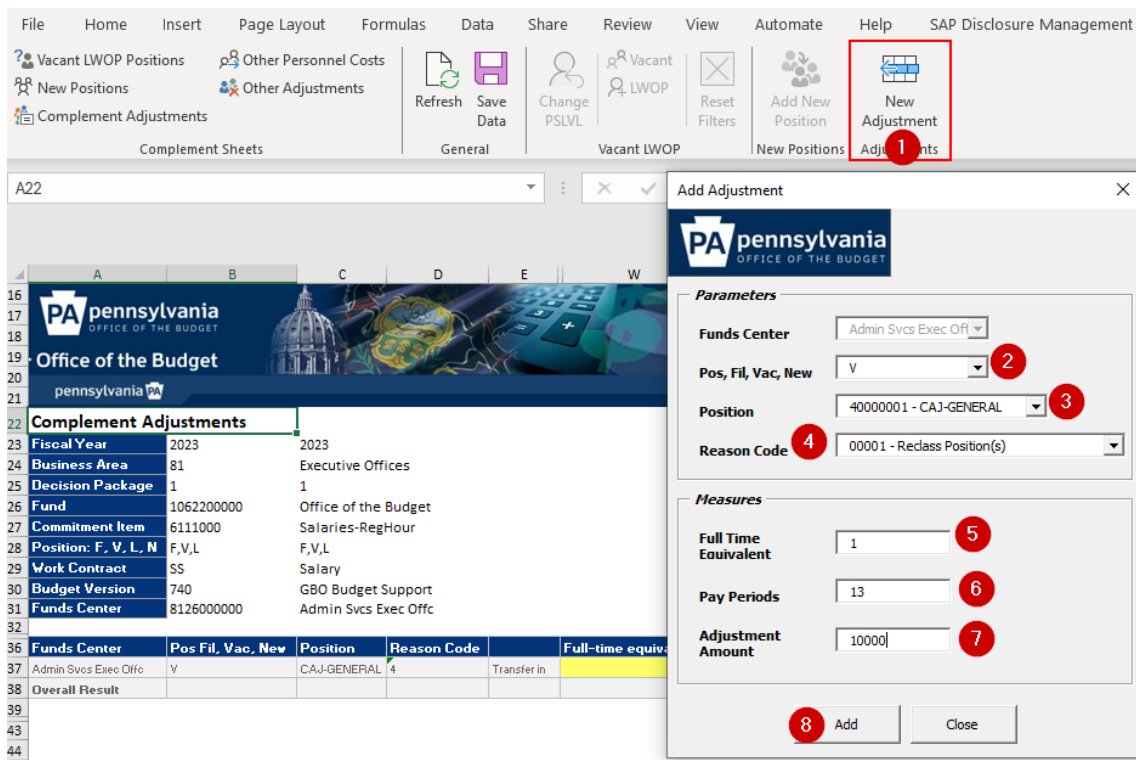 File Home Insert Page Layout Formulas Data Share Review View Automate Help SAP Disclosure Management
Vacant LWOP Positions
New Positions
Complement Adjustments
Other Personnel Costs
Other Adjustments
Complement Sheets
Refresh
Save Data
General
Change PSLVL
Vacant
LWOP
Reset Filters
Vacant LWOP
Add New Position
New Positions
New Adjustment
1
A22
A B C D E W
16
17
18
19
20
21
PA pennsylvania
OFFICE OF THE BUDGET
Office of the Budget
pennsylvania PA
22 Complement Adjustments
23 Fiscal Year 2023 2023
24 Business Area 81 Executive Offices
25 Decision Package 1 1
26 Fund 1062200000 Office of the Budget
27 Commitment Item 6111000 Salaries-RegHour
28 Position: F, V, L, N F,V,L F,V,L
29 Work Contract SS Salary
30 Budget Version 740 GBO Budget Support
31 Funds Center 8126000000 Admin Svcs Exec Offc
32
36 Funds Center Pos Fil, Vac, New Position Reason Code Full-time equiva
37 Admin Svcs Exec Offc V CAJ-GENERAL 4 Transfer in
38 Overall Result
39
43
44
Add Adjustment
PA pennsylvania
OFFICE OF THE BUDGET
Parameters
Funds Center Admin Svcs Exec Off
Pos, Fil, Vac, New V 2
Position 40000001 - CAJ-GENERAL 3
Reason Code 4 00001 - Reclass Position(s)
Measures
Full Time
Equivalent 1 5
Pay Periods 13 6
Adjustment
Amount 10000 7
8 Add Close